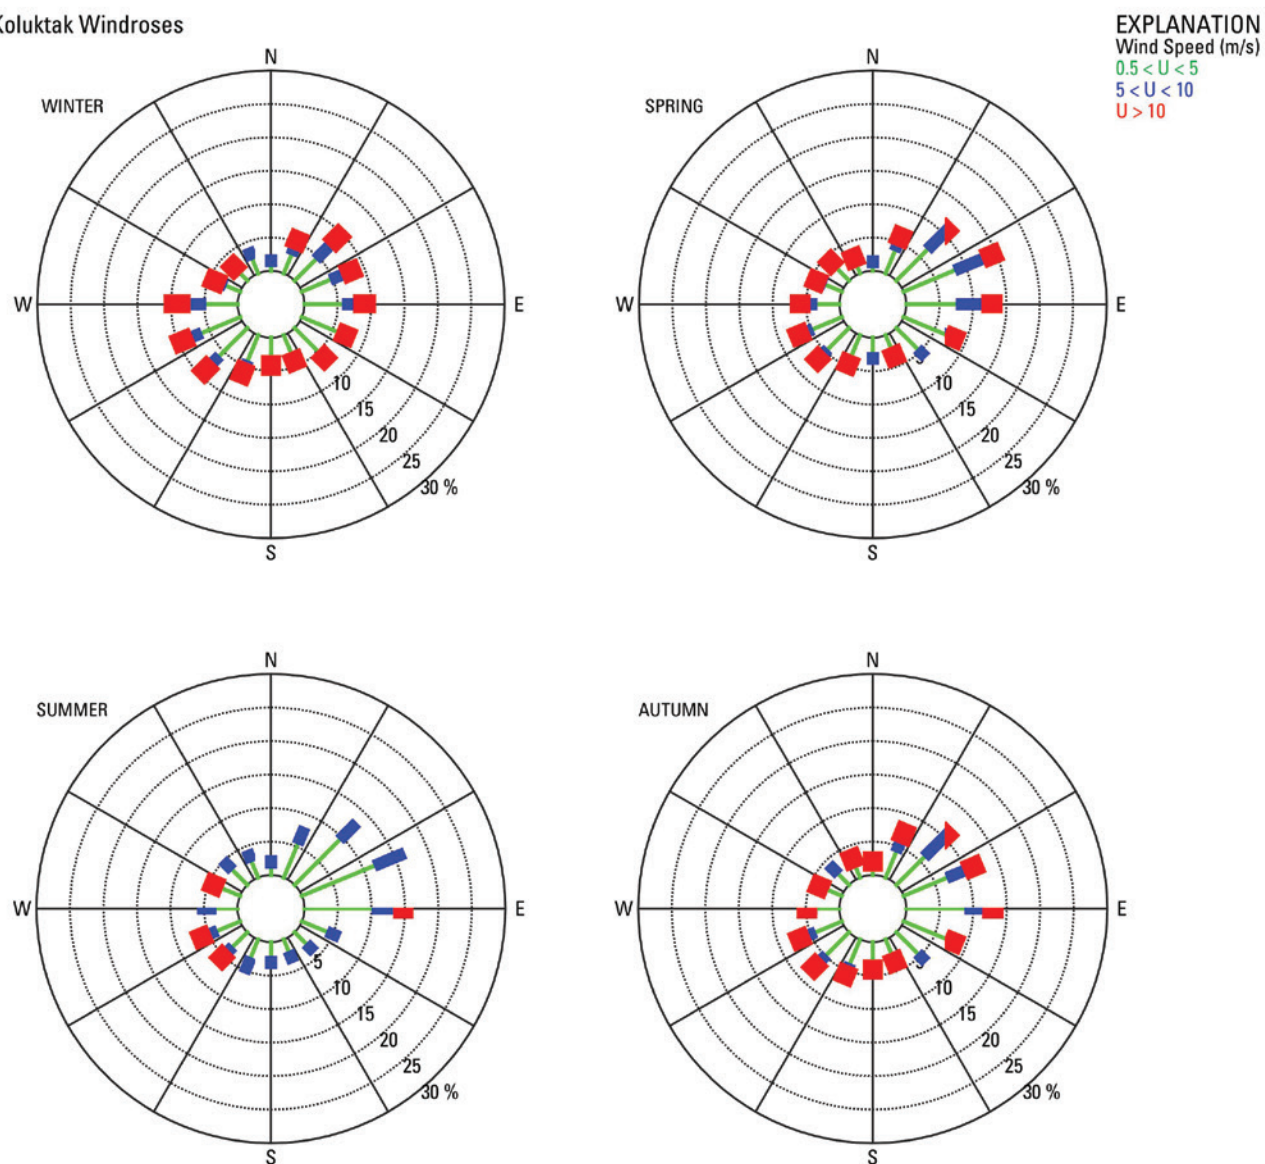 Koluktak Windroses
EXPLANATION
Wind Speed (m/s)
0.5 < U < 5
5 < U < 10
U > 10
WINTER
N
W
E
10
15
20
25
30 %
S
SPRING
N
W
E
5
10
15
20
25
30 %
S
SUMMER
N
W
E
5
10
15
20
25
30 %
S
AUTUMN
N
W
E
10
15
20
25
30 %
S